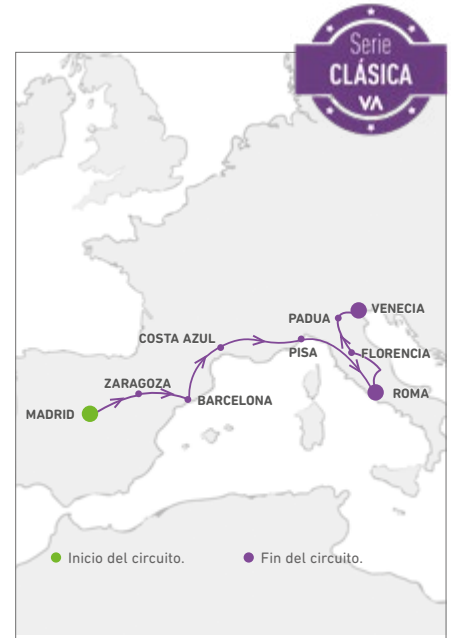 Serie
CLÁSICA
VA
VENECIA
PADUA
COSTA AZUL
PISA
FLORENCIA
ZARAGOZA
BARCELONA
ROMA
MADRID
Inicio del circuito.
Fin del circuito.